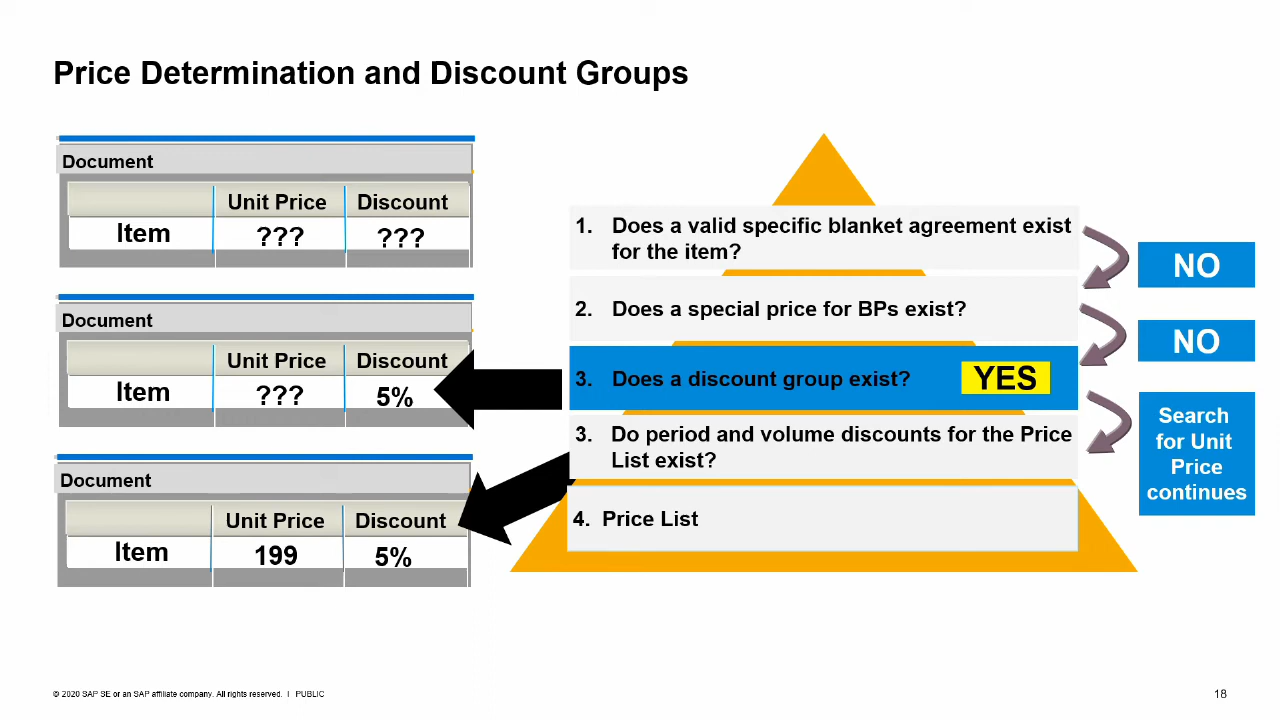 Price Determination and Discount Groups
Document
Unit Price Discount
Item ??? ???
Document
Unit Price Discount
Item ??? 5%
Document
Unit Price Discount
Item 199 5%
1. Does a valid specific blanket agreement exist
for the item?
2. Does a special price for BPs exist?
3. Does a discount group exist? YES
3. Do period and volume discounts for the Price
List exist?
4. Price List
NO
NO
Search
for Unit
Price
continues
© 2020 SAP SE or an SAP affiliate company. All rights reserved. I PUBLIC
18